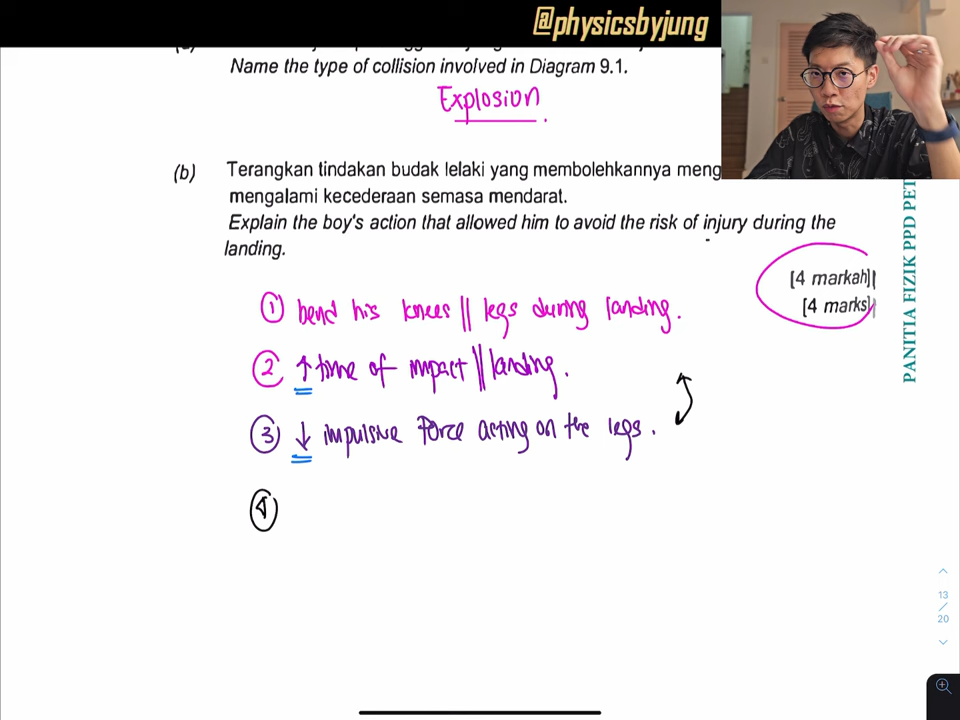 @physicsbyjung
Name the type of collision involved in Diagram 9.1.
Explosion.
(b) Terangkan tindakan budak lelaki yang membolehkannya meng
mengalami kecederaan semasa mendarat.
Explain the boy's action that allowed him to avoid the risk of injury during the
landing.
[4 markah]
[4 marks]
① bend his knees || legs during landing.
② ↑ time of impact || landing.
③ ↓ impulsive force acting on the legs.
④
PANITIA FIZIK PPD PET
13
/
20